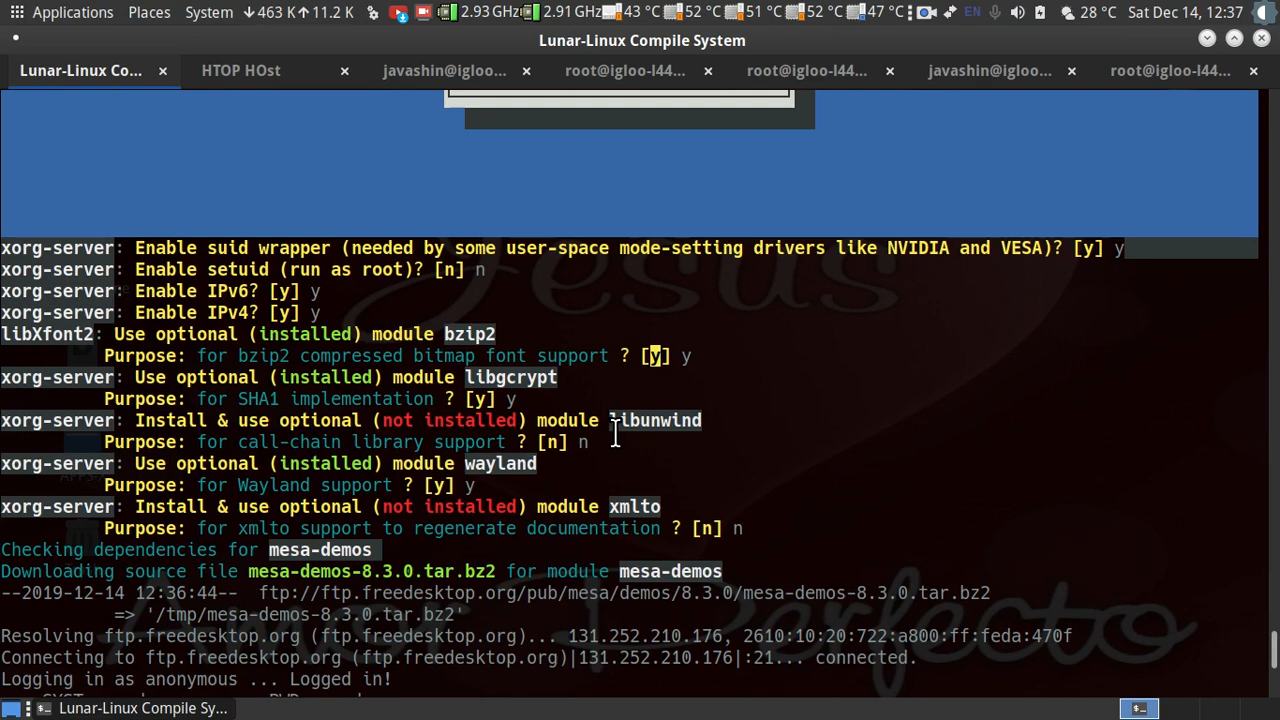 Applications Places System 463 K 11.2 K 2.93 GHz 2.91 GHz 43 °C 52 °C 51 °C 52 °C 47 °C EN 28 °C Sat Dec 14, 12:37
Lunar-Linux Compile System
Lunar-Linux Co... × HTOP HOst × javashin@igloo... × root@igloo-l44... × root@igloo-l44... × javashin@igloo... × root@igloo-l44... ×
xorg-server: Enable suid wrapper (needed by some user-space mode-setting drivers like NVIDIA and VESA)? [y] y
xorg-server: Enable setuid (run as root)? [n] n
xorg-server: Enable IPv6? [y] y
xorg-server: Enable IPv4? [y] y
libXfont2: Use optional (installed) module bzip2
Purpose: for bzip2 compressed bitmap font support ? [y] y
xorg-server: Use optional (installed) module libgcrypt
Purpose: for SHA1 implementation ? [y] y
xorg-server: Install & use optional (not installed) module libunwind
Purpose: for call-chain library support ? [n] n
xorg-server: Use optional (installed) module wayland
Purpose: for Wayland support ? [y] y
xorg-server: Install & use optional (not installed) module xmlto
Purpose: for xmlto support to regenerate documentation ? [n] n
Checking dependencies for mesa-demos
Downloading source file mesa-demos-8.3.0.tar.bz2 for module mesa-demos
--2019-12-14 12:36:44-- ftp://ftp.freedesktop.org/pub/mesa/demos/8.3.0/mesa-demos-8.3.0.tar.bz2
=> '/tmp/mesa-demos-8.3.0.tar.bz2'
Resolving ftp.freedesktop.org (ftp.freedesktop.org)... 131.252.210.176, 2610:10:20:722:a800:ff:feda:470f
Connecting to ftp.freedesktop.org (ftp.freedesktop.org)|131.252.210.176|:21... connected.
Logging in as anonymous ... Logged in!
Jesus
Amor Perfecto
Lunar-Linux Compile Sy...